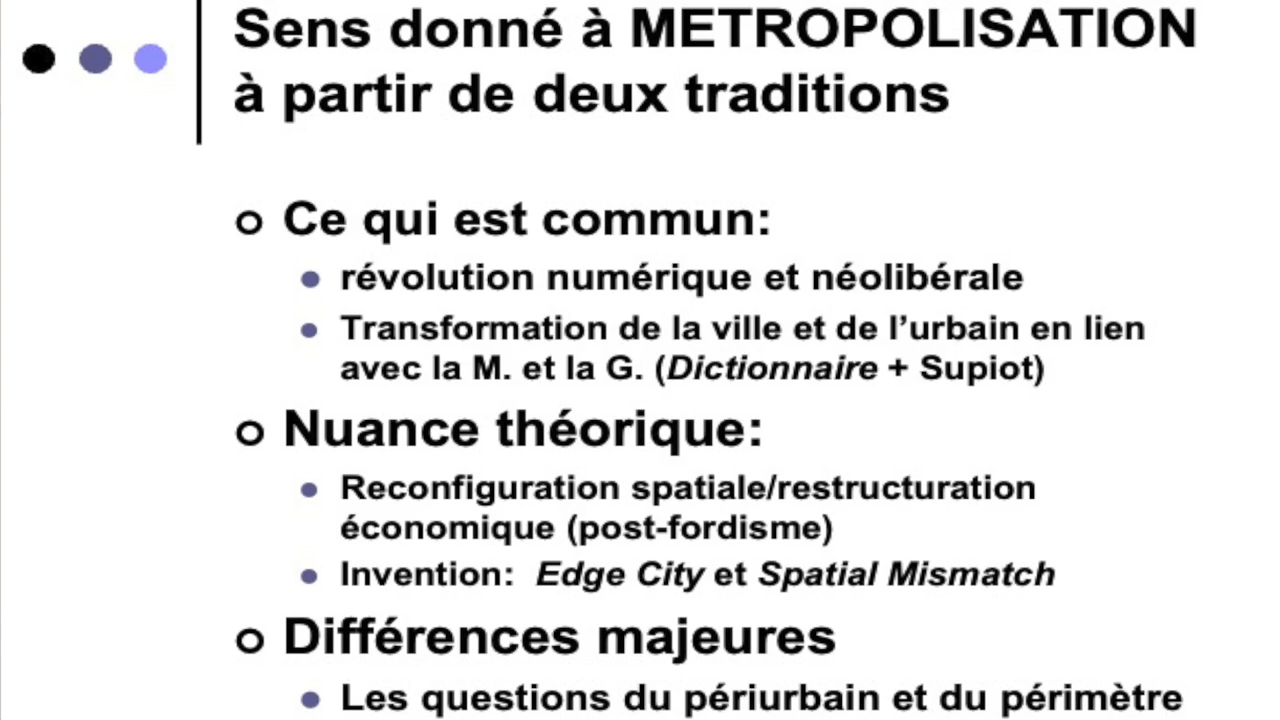 Sens donné à METROPOLISATION
à partir de deux traditions
Ce qui est commun:
révolution numérique et néolibérale
Transformation de la ville et de l’urbain en lien
avec la M. et la G. (Dictionnaire + Supiot)
Nuance théorique:
Reconfiguration spatiale/restructuration
économique (post-fordisme)
Invention: Edge City et Spatial Mismatch
Différences majeures
Les questions du périurbain et du périmètre